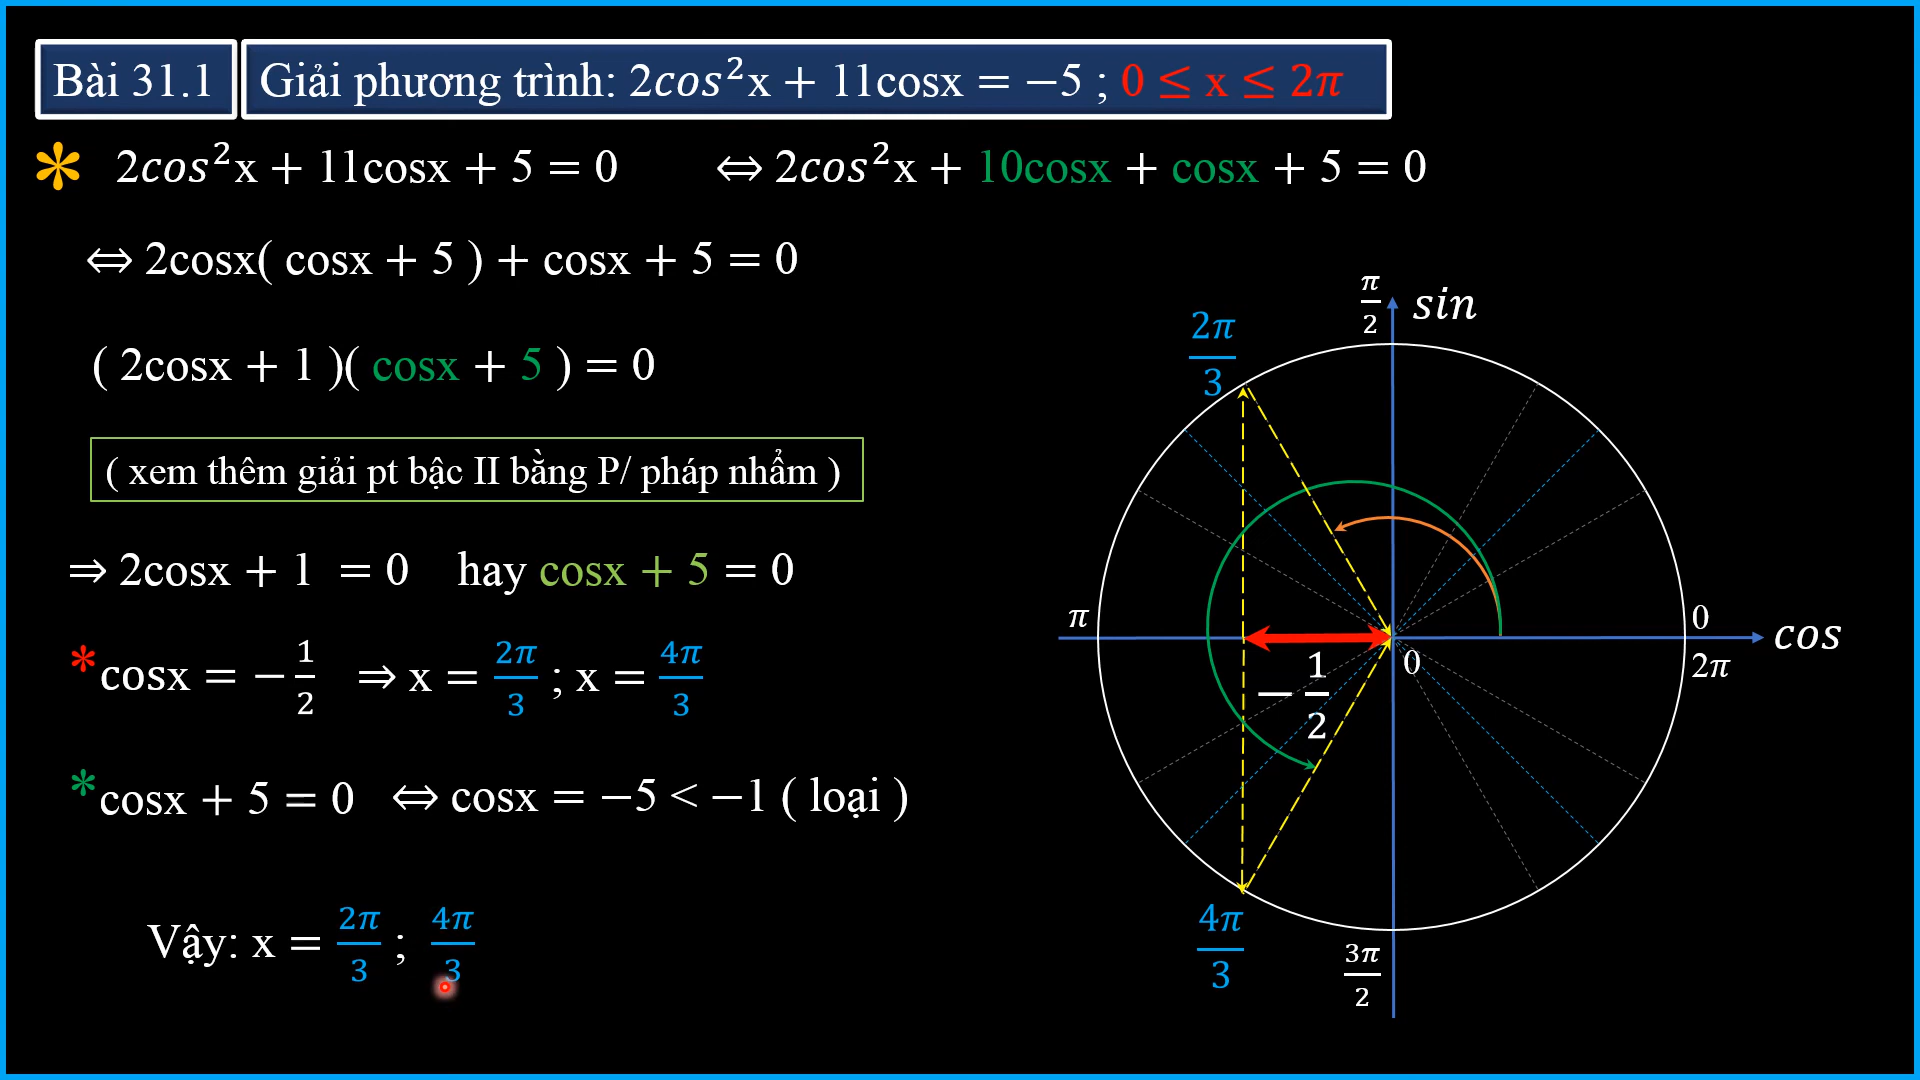 Bài 31.1
Giải phương trình: 2cos²x + 11cosx = −5 ; 0 ≤ x ≤ 2π
* 2cos²x + 11cosx + 5 = 0 ⇔ 2cos²x + 10cosx + cosx + 5 = 0
⇔ 2cosx( cosx + 5 ) + cosx + 5 = 0
( 2cosx + 1 )( cosx + 5 ) = 0
( xem thêm giải pt bậc II bằng P/ pháp nhẩm )
⇒ 2cosx + 1 = 0 hay cosx + 5 = 0
* cosx = −1/2 ⇒ x = 2π/3 ; x = 4π/3
* cosx + 5 = 0 ⇔ cosx = −5 < −1 ( loại )
Vậy: x = 2π/3 ; 4π/3
π/2
sin
2π/3
π
0
cos
2π
0
−1/2
4π/3
3π/2